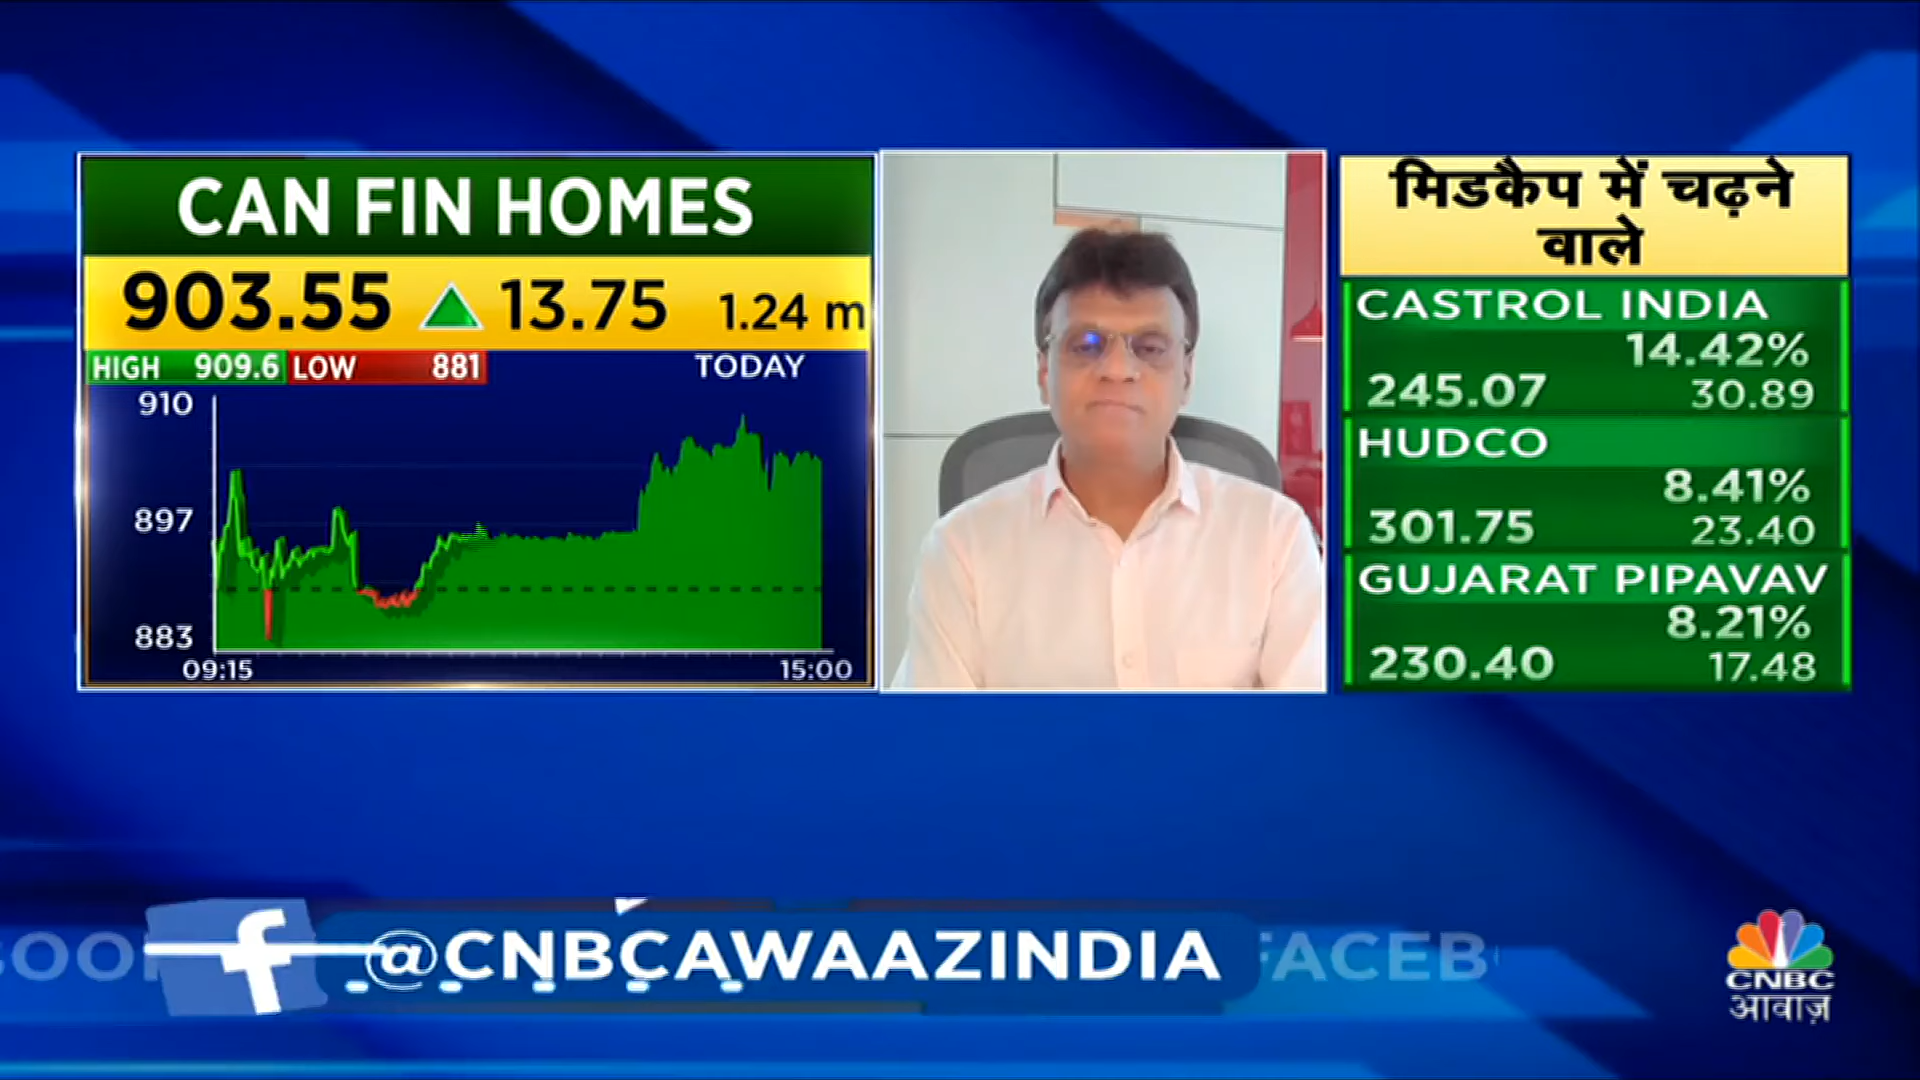 CAN FIN HOMES
903.55 13.75 1.24 m
HIGH 909.6 LOW 881 TODAY
910
897
883
09:15 15:00
मिडकैप में चढ़ने
वाले
CASTROL INDIA
14.42%
245.07 30.89
HUDCO
8.41%
301.75 23.40
GUJARAT PIPAVAV
8.21%
230.40 17.48
@CNBCAWAAZINDIA
CNBC
आवाज़